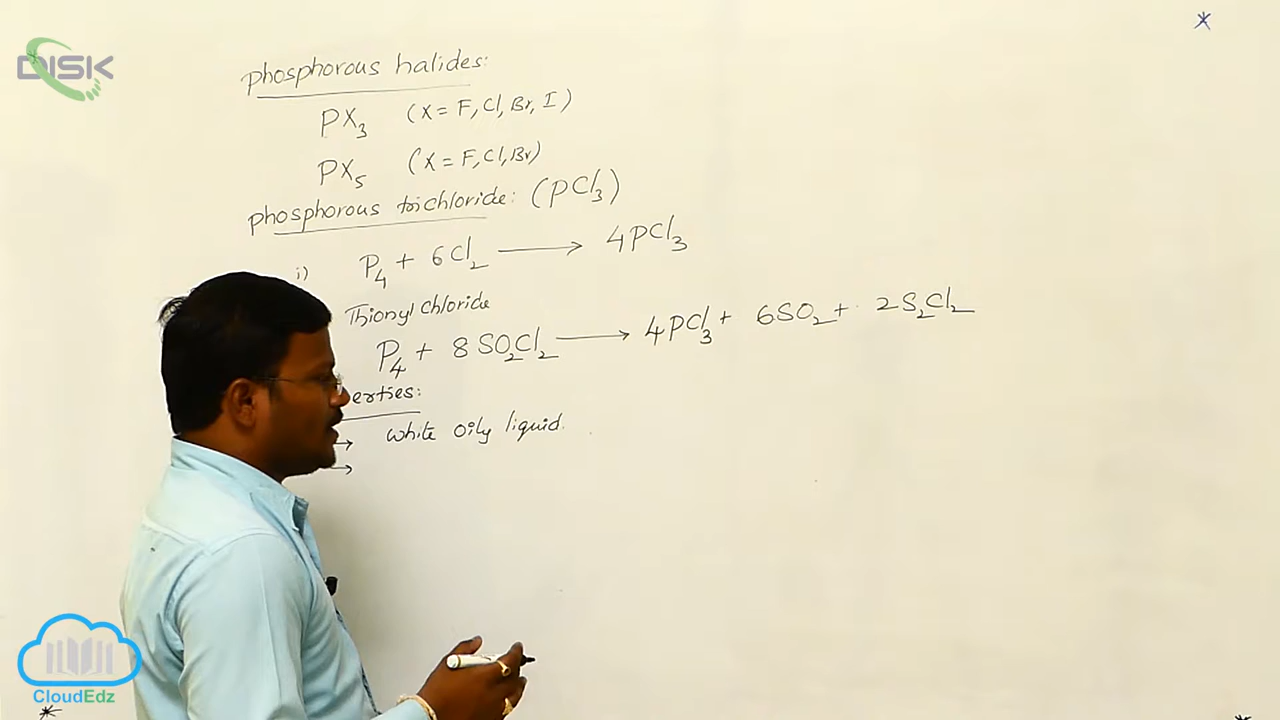 DISK
phosphorous halides:
PX₃ (X = F, Cl, Br, I)
PX₅ (X = F, Cl, Br)
phosphorous trichloride: (PCl₃)
i) P₄ + 6Cl₂ ⟶ 4PCl₃
Thionyl chloride
P₄ + 8SO₂Cl₂ ⟶ 4PCl₃ + 6SO₂ + 2S₂Cl₂
erties:
→ white oily liquid.
→
CloudEdz